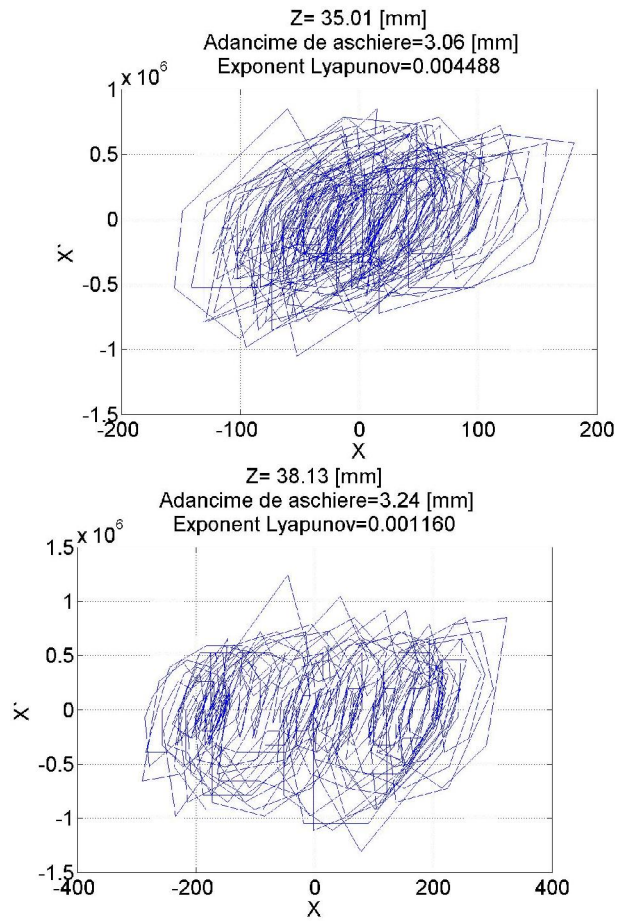 Z= 35.01 [mm]
Adancime de aschiere=3.06 [mm]
Exponent Lyapunov=0.004488
x 10^6
1
0.5
0
-0.5
-1
-1.5
-200 -100 0 100 200
X`
X
Z= 38.13 [mm]
Adancime de aschiere=3.24 [mm]
Exponent Lyapunov=0.001160
x 10^6
1.5
1
0.5
0
-0.5
-1
-1.5
-400 -200 0 200 400
X`
X